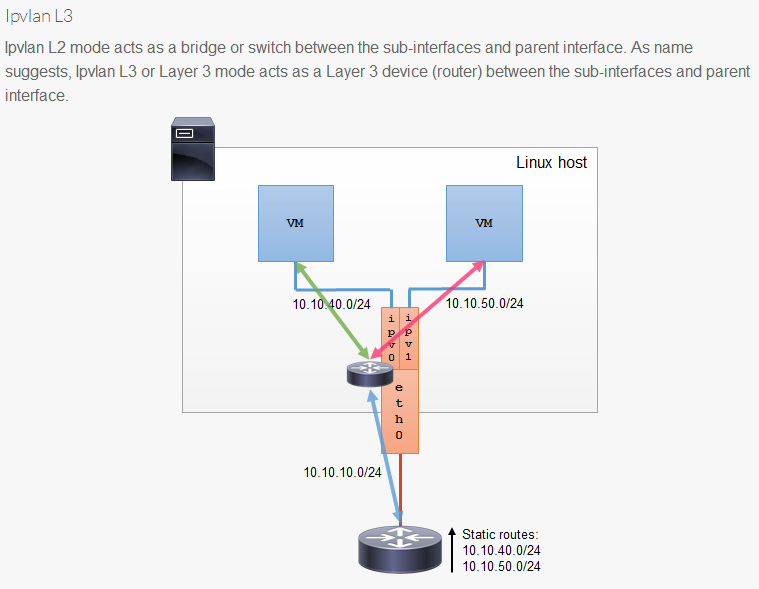 Ipvlan L3
Ipvlan L2 mode acts as a bridge or switch between the sub-interfaces and parent interface. As name
suggests, Ipvlan L3 or Layer 3 mode acts as a Layer 3 device (router) between the sub-interfaces and parent
interface.
Linux host
VM
VM
10.10.40.0/24
10.10.50.0/24
ipv0
ipv1
eth0
10.10.10.0/24
Static routes:
10.10.40.0/24
10.10.50.0/24